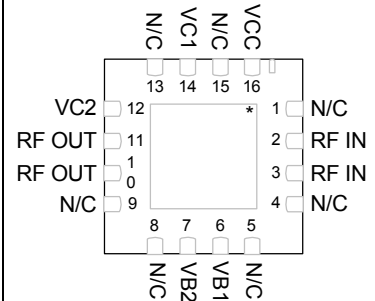 N/C VC1 N/C VCC
13 14 15 16
VC2 12 * 1 N/C
RF OUT 11 2 RF IN
RF OUT 10 3 RF IN
N/C 9 4 N/C
8 7 6 5
N/C VB2 VB1 N/C